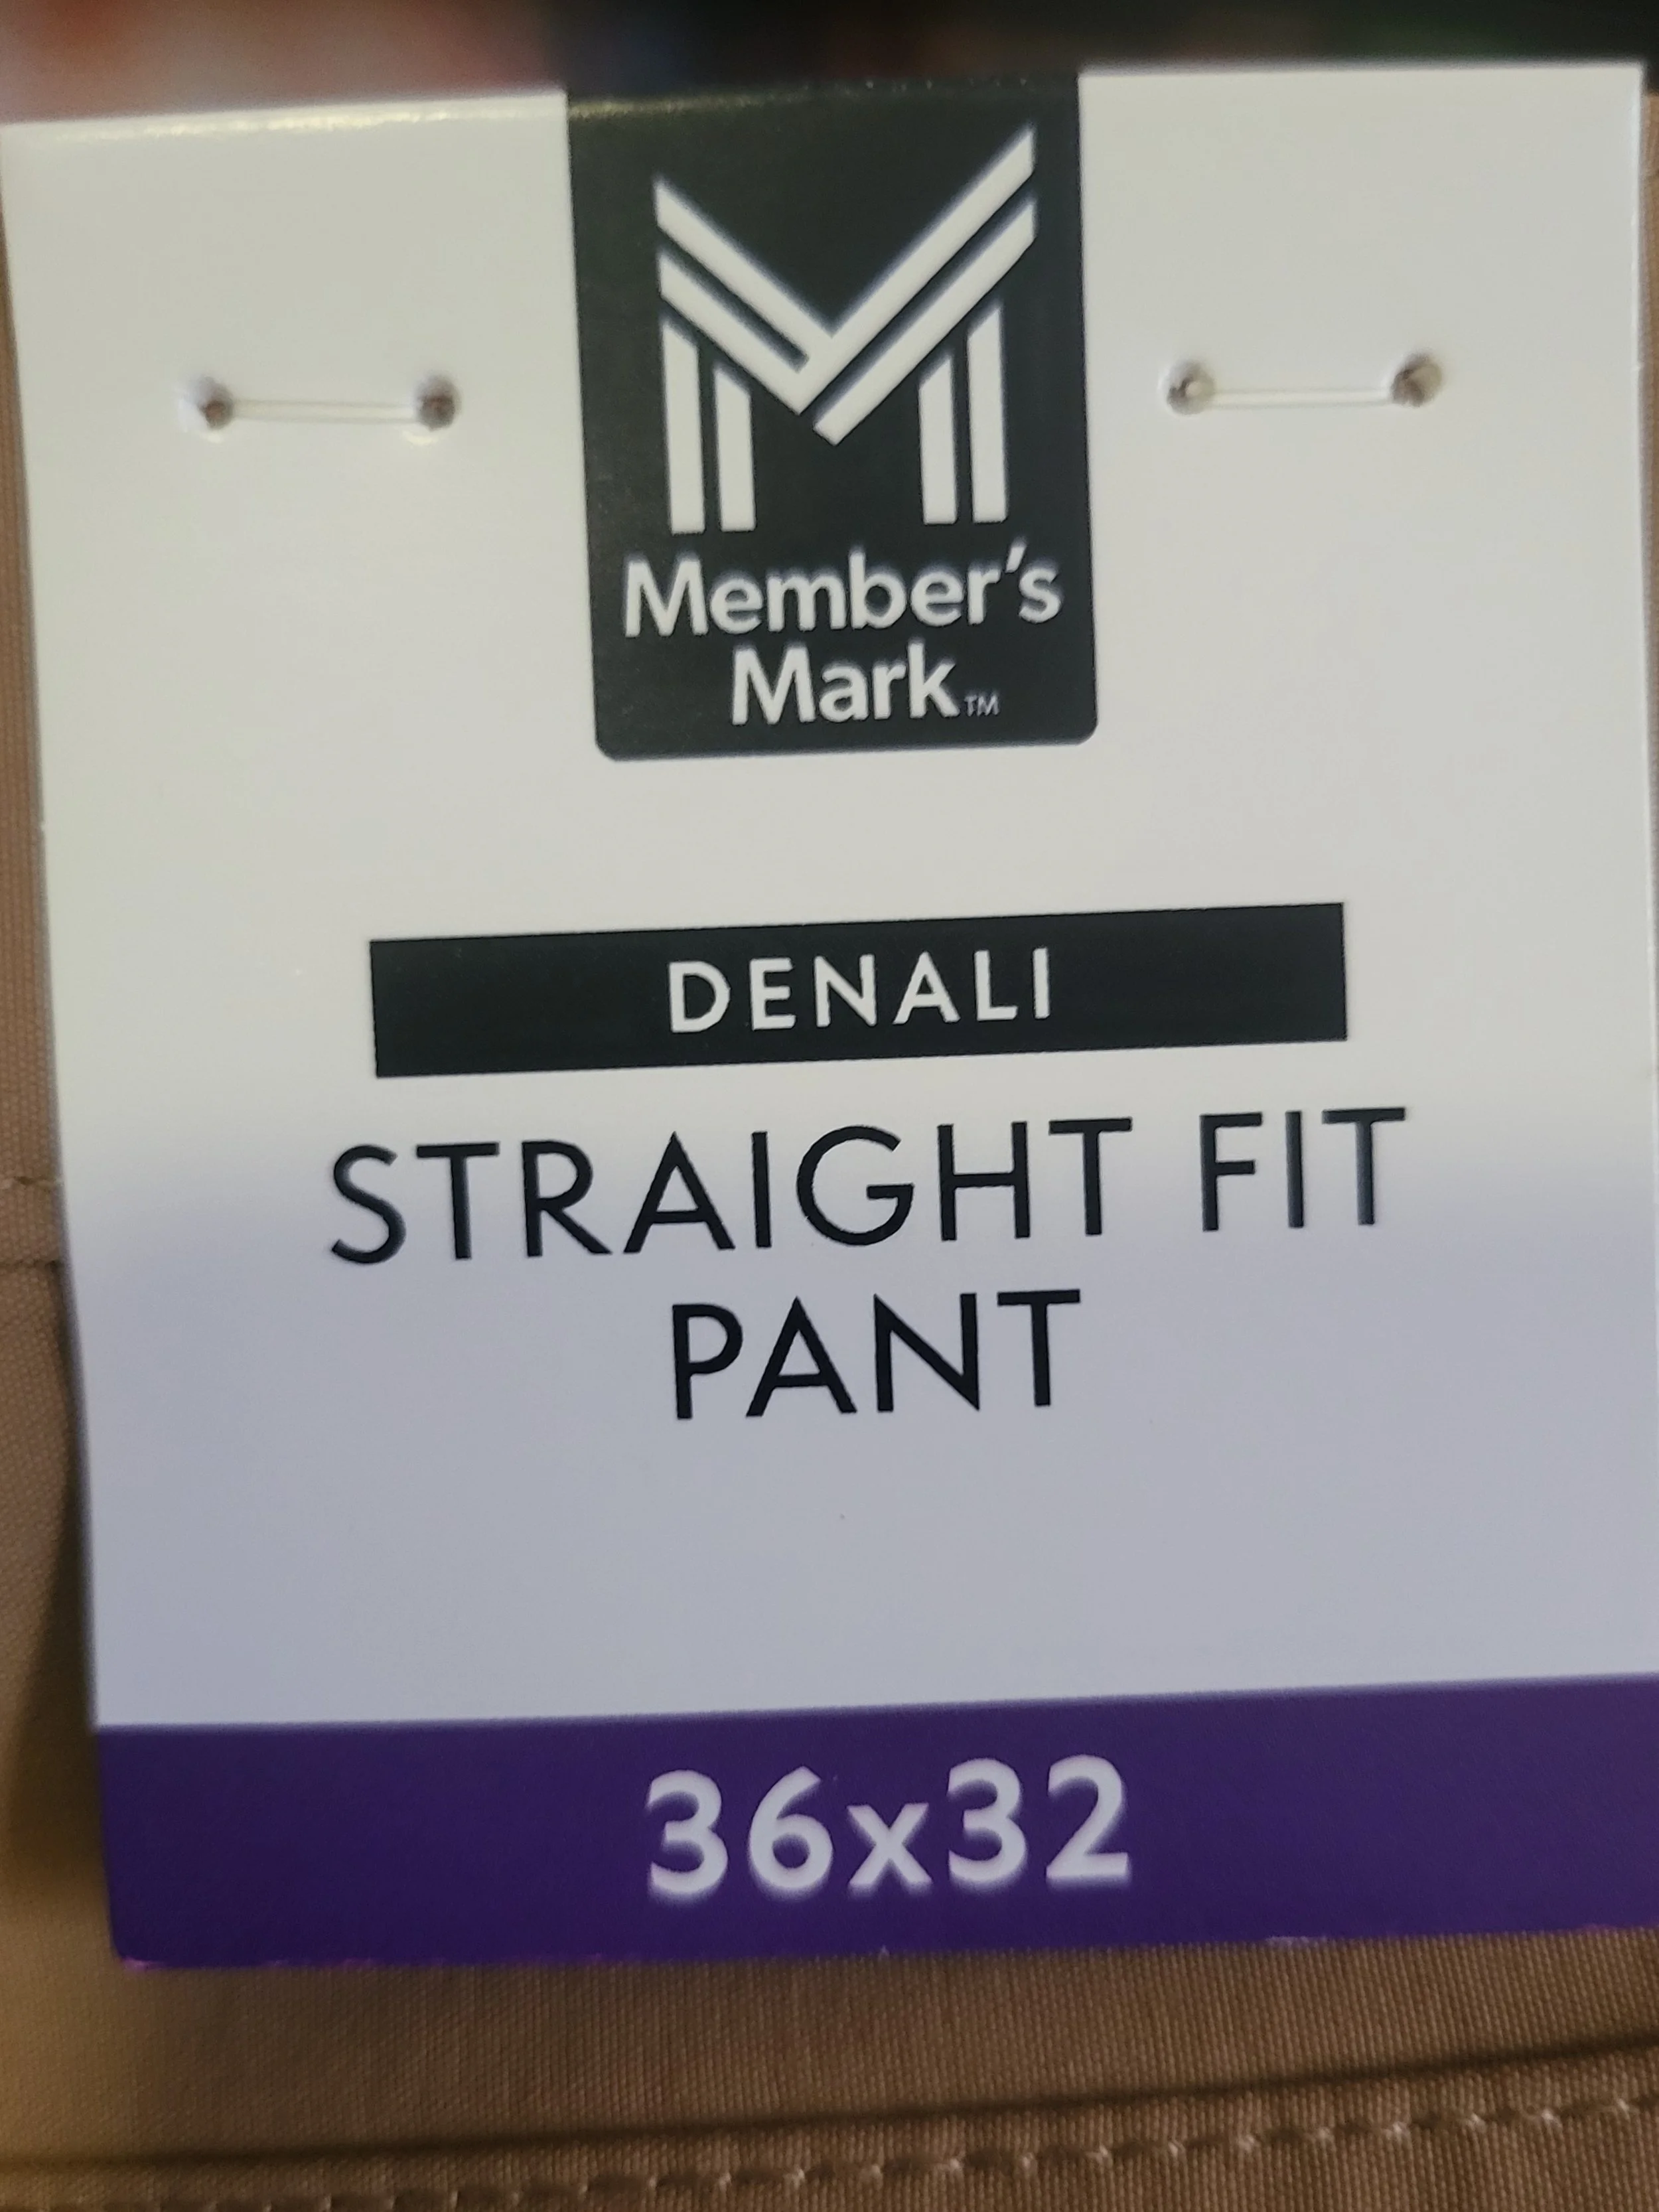 Member's
Mark™
DENALI
STRAIGHT FIT
PANT
36x32